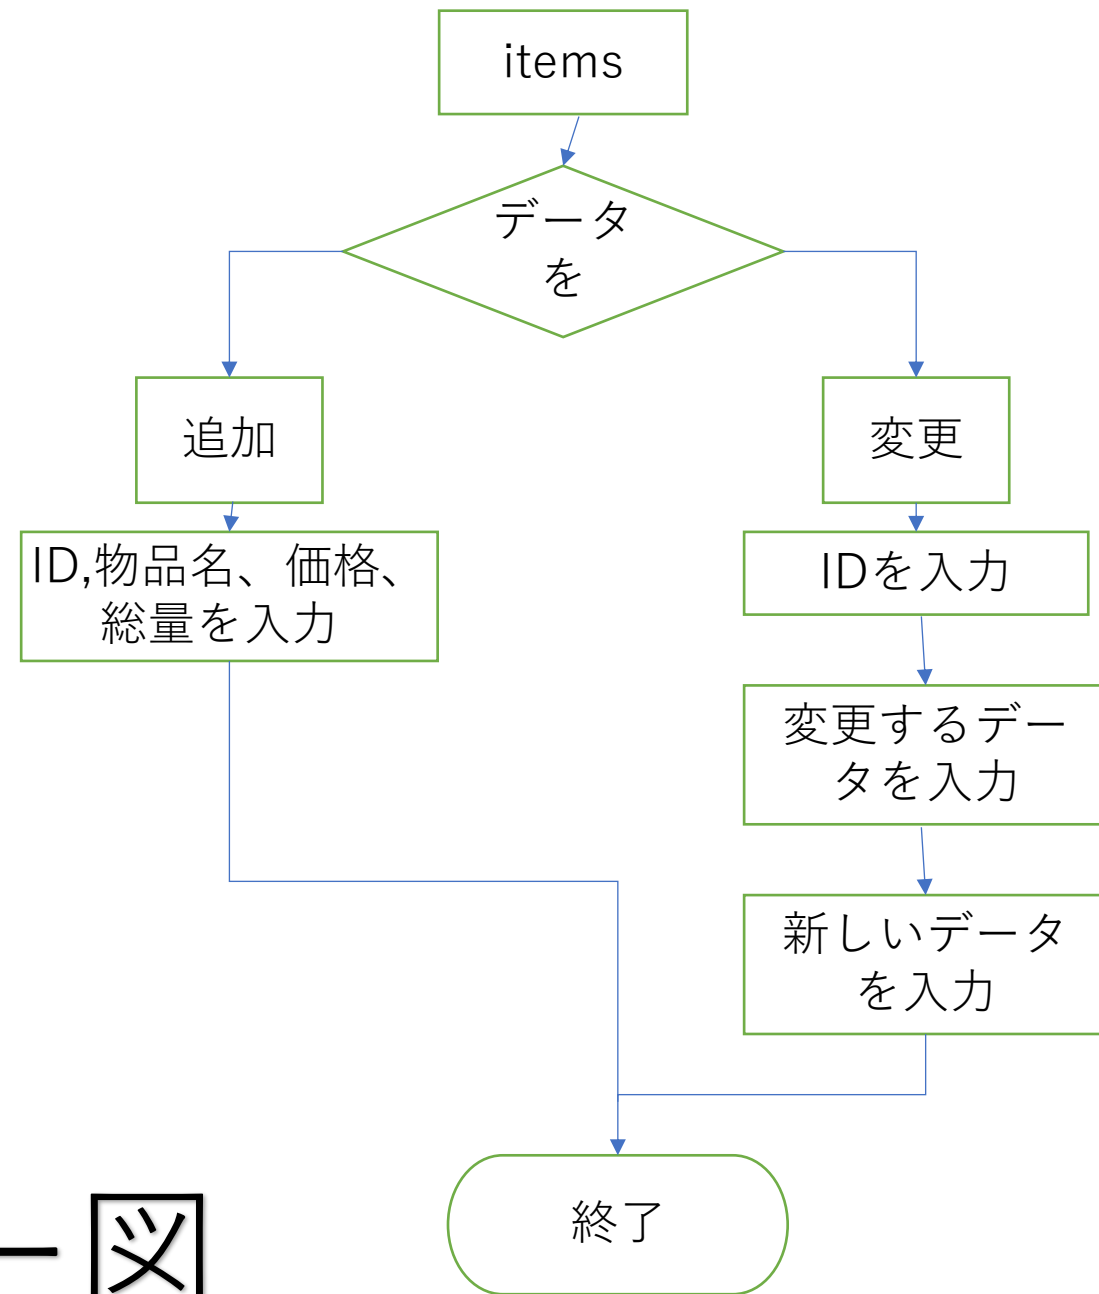 items
データ
を
追加
変更
ID,物品名、価格、
総量を入力
IDを入力
変更するデー
タを入力
新しいデータ
を入力
終了
ー図